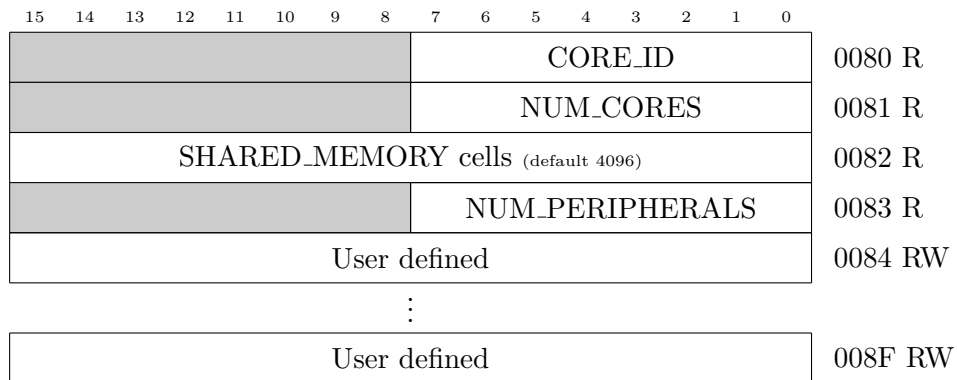 15 14 13 12 11 10 9 8 7 6 5 4 3 2 1 0
CORE_ID 0080 R
NUM_CORES 0081 R
SHARED_MEMORY cells (default 4096) 0082 R
NUM_PERIPHERALS 0083 R
User defined 0084 RW
⋮
User defined 008F RW